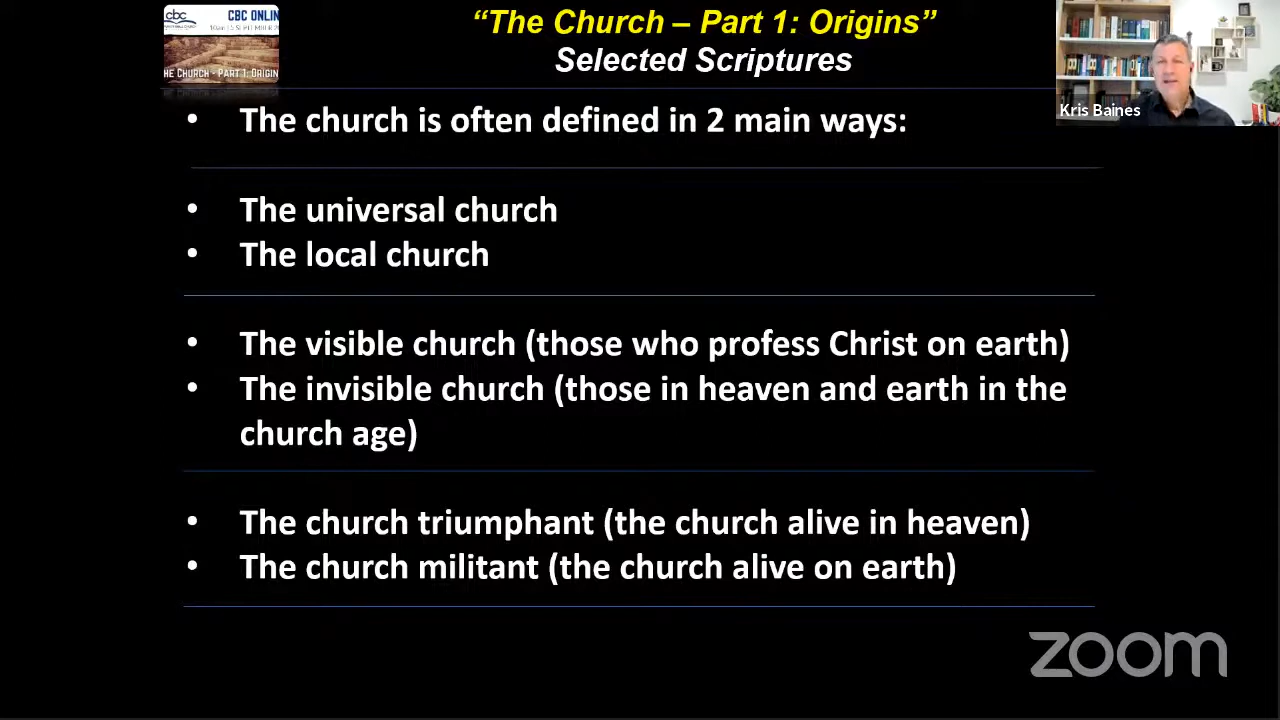 cbc
CBC ONLIN
THE CHURCH - PART 1: ORIGIN
“The Church – Part 1: Origins”
Selected Scriptures
Kris Baines
• The church is often defined in 2 main ways:
• The universal church
• The local church
• The visible church (those who profess Christ on earth)
• The invisible church (those in heaven and earth in the
church age)
• The church triumphant (the church alive in heaven)
• The church militant (the church alive on earth)
zoom